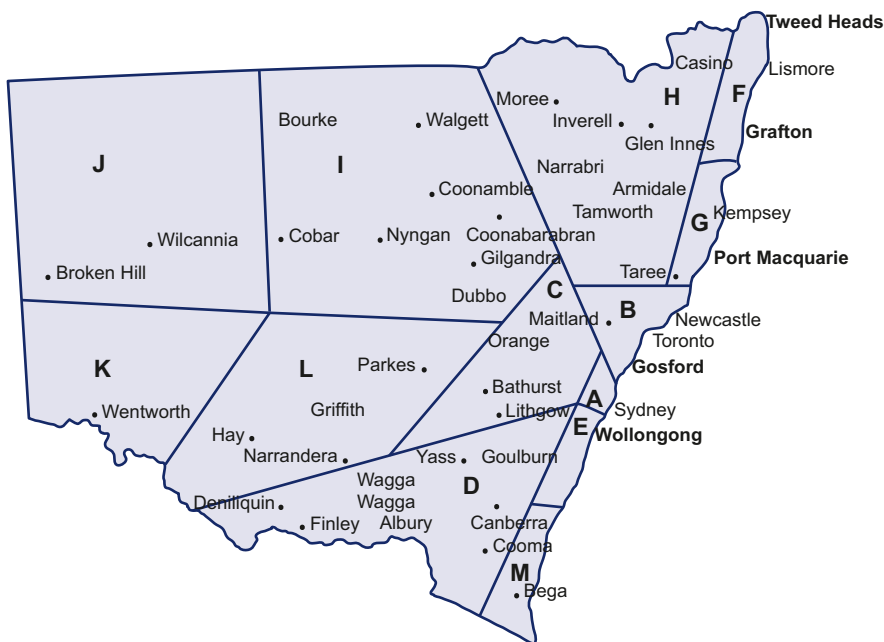 Tweed Heads
Casino
Lismore
Moree
H
F
Bourke
Walgett
Inverell
Grafton
Glen Innes
J
I
Narrabri
Coonamble
Armidale
Tamworth
G
Kempsey
Wilcannia
Cobar
Nyngan
Coonabarabran
Gilgandra
Port Macquarie
Broken Hill
Taree
Dubbo
C
B
Maitland
Newcastle
Orange
Toronto
K
L
Parkes
Gosford
Bathurst
A
Wentworth
Griffith
Lithgow
Sydney
E
Wollongong
Hay
Narrandera
Yass
Goulburn
Wagga
Wagga
D
Deniliquin
Finley
Albury
Canberra
Cooma
M
Bega